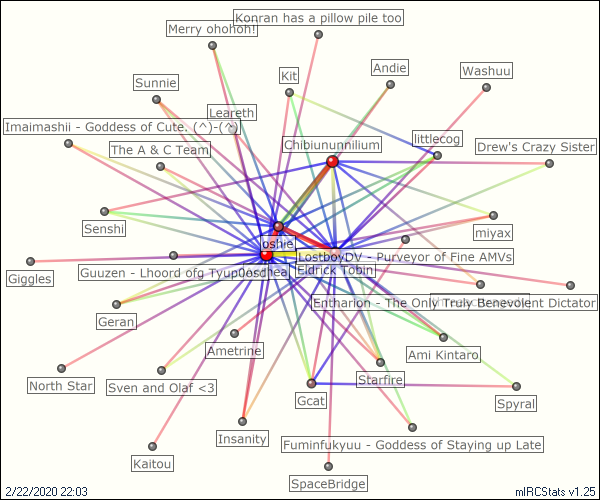 Konran has a pillow pile too
Merry ohohoh!
Andie
Kit
Sunnie
Washuu
Leareth
Imaimashii - Goddess of Cute. (^)-(^)
littlecog
Chibiununnilium
Drew's Crazy Sister
The A & C Team
Senshi
miyax
oshie
LostboyDV - Purveyor of Fine AMVs
Giggles
Guuzen - Lhoord ofg Tyuplos
Eldrick Tobin
Entharion - The Only Truly Benevolent Dictator
Geran
Ametrine
Ami Kintaro
Starfire
North Star
Sven and Olaf <3
Gcat
Spyral
Insanity
Fuminfukyuu - Goddess of Staying up Late
Kaitou
SpaceBridge
2/22/2020 22:03
mIRCStats v1.25